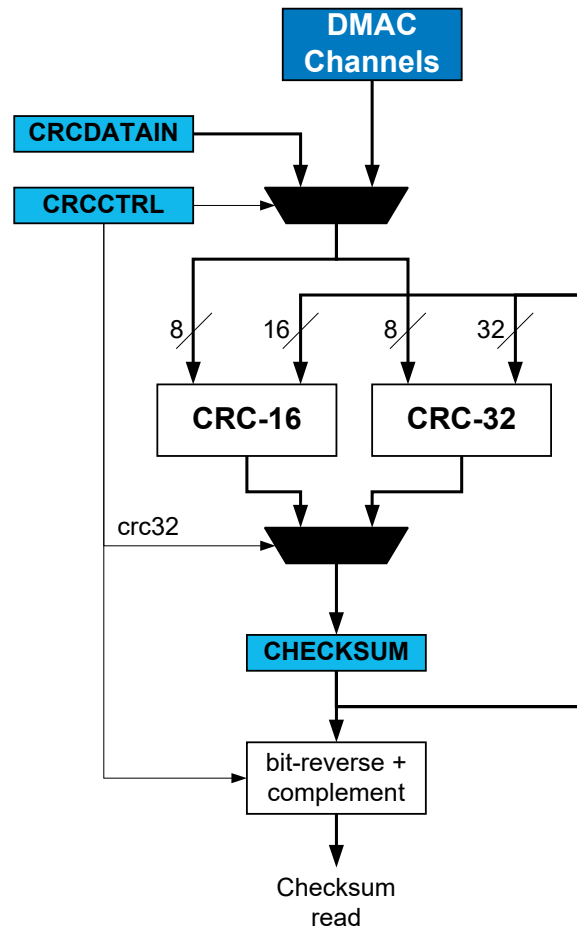 DMAC
Channels
CRCDATAIN
CRCCTRL
8
16
8
32
CRC-16
CRC-32
crc32
CHECKSUM
bit-reverse +
complement
Checksum
read